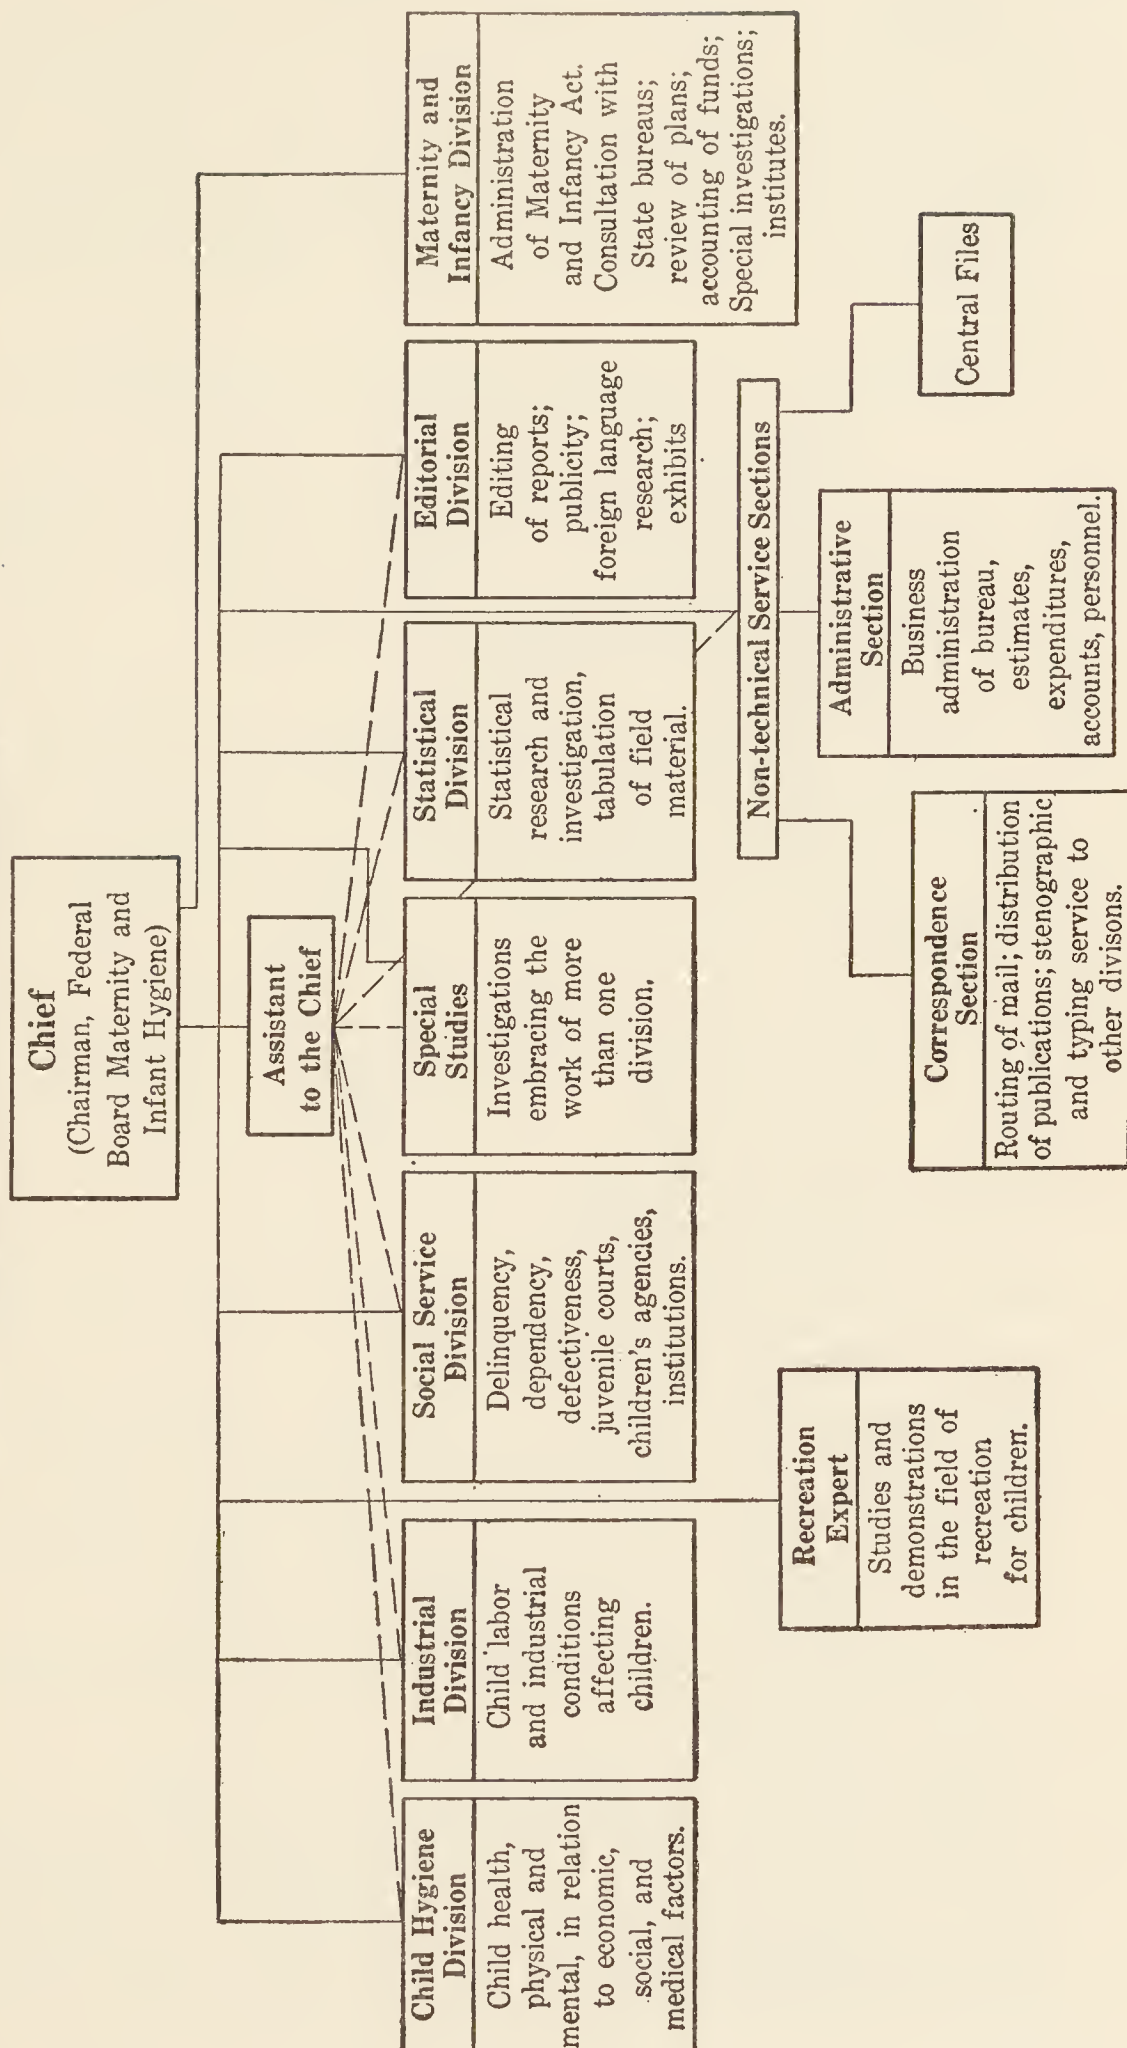 Chief
(Chairman, Federal
Board Maternity and
Infant Hygiene)
Assistant
to the Chief
Child Hygiene
Division
Child health,
physical and
mental, in relation
to economic,
social, and
medical factors.
Industrial
Division
Child labor
and industrial
conditions
affecting
children.
Social Service
Division
Delinquency,
dependency,
defectiveness,
juvenile courts,
children's agencies,
institutions.
Special
Studies
Investigations
embracing the
work of more
than one
division.
Statistical
Division
Statistical
research and
investigation,
tabulation
of field
material.
Editorial
Division
Editing
of reports;
publicity;
foreign language
research;
exhibits
Maternity and
Infancy Division
Administration
of Maternity
and Infancy Act.
Consultation with
State bureaus;
review of plans;
accounting of funds;
Special investigations;
institutes.
Recreation
Expert
Studies and
demonstrations
in the field of
recreation
for children.
Non-technical Service Sections
Correspondence
Section
Routing of mail; distribution
of publications; stenographic
and typing service to
other divisons.
Administrative
Section
Business
administration
of bureau,
estimates,
expenditures,
accounts, personnel.
Central Files